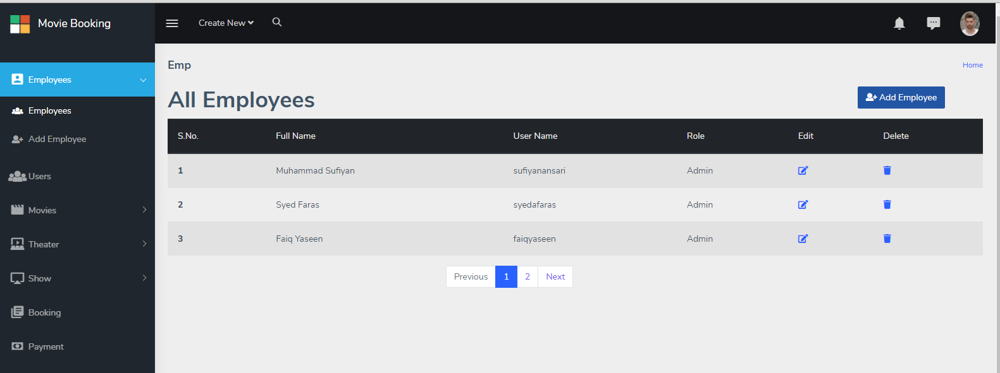 Movie Booking
Create New
Employees
Employees
Add Employee
Users
Movies
Theater
Show
Booking
Payment
Emp
Home
All Employees
Add Employee
S.No. Full Name User Name Role Edit Delete
1 Muhammad Sufiyan sufiyanansari Admin
2 Syed Faras syedafaras Admin
3 Faiq Yaseen faiqyaseen Admin
Previous 1 2 Next